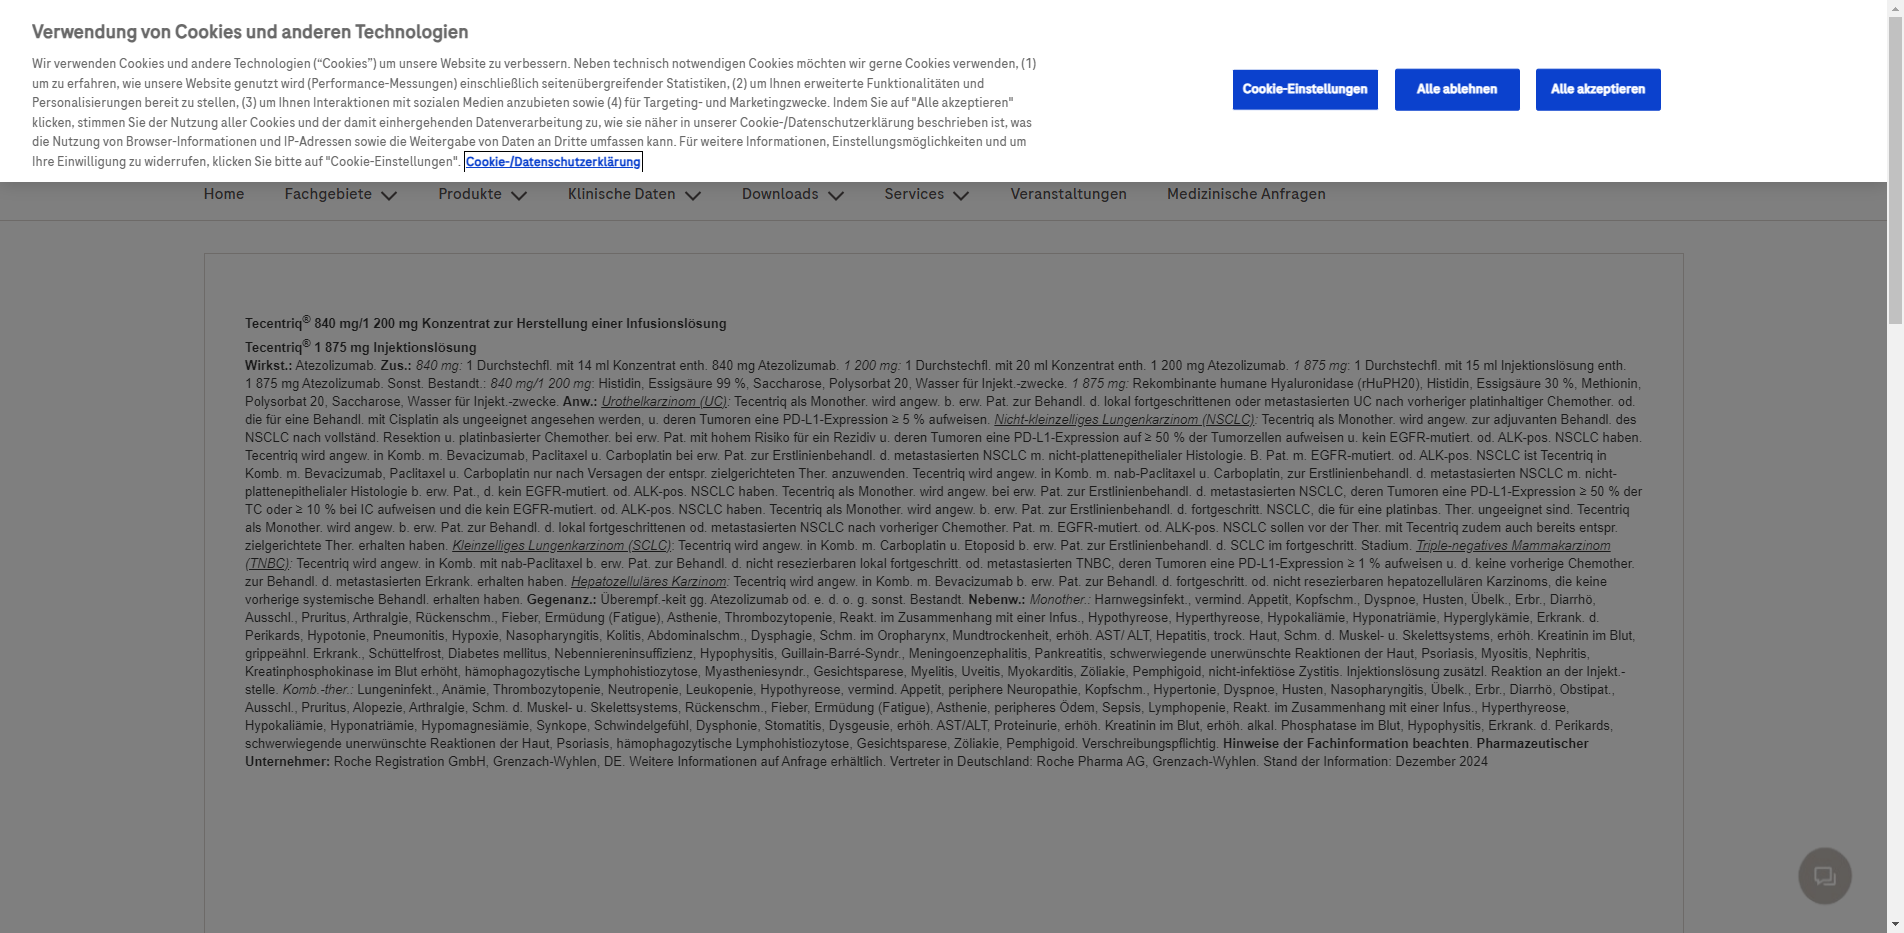 Verwendung von Cookies und anderen Technologien
Wir verwenden Cookies und andere Technologien (“Cookies”) um unsere Website zu verbessern. Neben technisch notwendigen Cookies möchten wir gerne Cookies verwenden, (1)
um zu erfahren, wie unsere Website genutzt wird (Performance-Messungen) einschließlich seitenübergreifender Statistiken, (2) um Ihnen erweiterte Funktionalitäten und
Personalisierungen bereit zu stellen, (3) um Ihnen Interaktionen mit sozialen Medien anzubieten sowie (4) für Targeting- und Marketingzwecke. Indem Sie auf "Alle akzeptieren"
klicken, stimmen Sie der Nutzung aller Cookies und der damit einhergehenden Datenverarbeitung zu, wie sie näher in unserer Cookie-/Datenschutzerklärung beschrieben ist, was
die Nutzung von Browser-Informationen und IP-Adressen sowie die Weitergabe von Daten an Dritte umfassen kann. Für weitere Informationen, Einstellungsmöglichkeiten und um
Ihre Einwilligung zu widerrufen, klicken Sie bitte auf "Cookie-Einstellungen". Cookie-/Datenschutzerklärung
Cookie-Einstellungen Alle ablehnen Alle akzeptieren
Home Fachgebiete Produkte Klinische Daten Downloads Services Veranstaltungen Medizinische Anfragen
Tecentriq® 840 mg/1 200 mg Konzentrat zur Herstellung einer Infusionslösung
Tecentriq® 1 875 mg Injektionslösung
Wirkst.: Atezolizumab. Zus.: 840 mg: 1 Durchstechfl. mit 14 ml Konzentrat enth. 840 mg Atezolizumab. 1 200 mg: 1 Durchstechfl. mit 20 ml Konzentrat enth. 1 200 mg Atezolizumab. 1 875 mg: 1 Durchstechfl. mit 15 ml Injektionslösung enth.
1 875 mg Atezolizumab. Sonst. Bestandt.: 840 mg/1 200 mg: Histidin, Essigsäure 99 %, Saccharose, Polysorbat 20, Wasser für Injekt.-zwecke. 1 875 mg: Rekombinante humane Hyaluronidase (rHuPH20), Histidin, Essigsäure 30 %, Methionin,
Polysorbat 20, Saccharose, Wasser für Injekt.-zwecke. Anw.: Urothelkarzinom (UC): Tecentriq als Monother. wird angew. b. erw. Pat. zur Behandl. d. lokal fortgeschrittenen oder metastasierten UC nach vorheriger platinhaltiger Chemother. od.
die für eine Behandl. mit Cisplatin als ungeeignet angesehen werden, u. deren Tumoren eine PD-L1-Expression ≥ 5 % aufweisen. Nicht-kleinzelliges Lungenkarzinom (NSCLC): Tecentriq als Monother. wird angew. zur adjuvanten Behandl. des
NSCLC nach vollständ. Resektion u. platinbasierter Chemother. bei erw. Pat. mit hohem Risiko für ein Rezidiv u. deren Tumoren eine PD-L1-Expression auf ≥ 50 % der Tumorzellen aufweisen u. kein EGFR-mutiert. od. ALK-pos. NSCLC haben.
Tecentriq wird angew. in Komb. m. Bevacizumab, Paclitaxel u. Carboplatin bei erw. Pat. zur Erstlinienbehandl. d. metastasierten NSCLC m. nicht-plattenepithelialer Histologie. B. Pat. m. EGFR-mutiert. od. ALK-pos. NSCLC ist Tecentriq in
Komb. m. Bevacizumab, Paclitaxel u. Carboplatin nur nach Versagen der entspr. zielgerichteten Ther. anzuwenden. Tecentriq wird angew. in Komb. m. nab-Paclitaxel u. Carboplatin, zur Erstlinienbehandl. d. metastasierten NSCLC m. nicht-
plattenepithelialer Histologie b. erw. Pat., d. kein EGFR-mutiert. od. ALK-pos. NSCLC haben. Tecentriq als Monother. wird angew. bei erw. Pat. zur Erstlinienbehandl. d. metastasierten NSCLC, deren Tumoren eine PD-L1-Expression ≥ 50 % der
TC oder ≥ 10 % bei IC aufweisen und die kein EGFR-mutiert. od. ALK-pos. NSCLC haben. Tecentriq als Monother. wird angew. b. erw. Pat. zur Erstlinienbehandl. d. fortgeschritt. NSCLC, die für eine platinbas. Ther. ungeeignet sind. Tecentriq
als Monother. wird angew. b. erw. Pat. zur Behandl. d. lokal fortgeschrittenen od. metastasierten NSCLC nach vorheriger Chemother. Pat. m. EGFR-mutiert. od. ALK-pos. NSCLC sollen vor der Ther. mit Tecentriq zudem auch bereits entspr.
zielgerichtete Ther. erhalten haben. Kleinzelliges Lungenkarzinom (SCLC): Tecentriq wird angew. in Komb. m. Carboplatin u. Etoposid b. erw. Pat. zur Erstlinienbehandl. d. SCLC im fortgeschritt. Stadium. Triple-negatives Mammakarzinom
(TNBC): Tecentriq wird angew. in Komb. mit nab-Paclitaxel b. erw. Pat. zur Behandl. d. nicht resezierbaren lokal fortgeschritt. od. metastasierten TNBC, deren Tumoren eine PD-L1-Expression ≥ 1 % aufweisen u. d. keine vorherige Chemother.
zur Behandl. d. metastasierten Erkrank. erhalten haben. Hepatozelluläres Karzinom: Tecentriq wird angew. in Komb. m. Bevacizumab b. erw. Pat. zur Behandl. d. fortgeschritt. od. nicht resezierbaren hepatozellulären Karzinoms, die keine
vorherige systemische Behandl. erhalten haben. Gegenanz.: Überempf.-keit gg. Atezolizumab od. e. d. o. g. sonst. Bestandt. Nebenw.: Monother.: Harnwegsinfekt., vermind. Appetit, Kopfschm., Dyspnoe, Husten, Übelk., Erbr., Diarrhö,
Ausschl., Pruritus, Arthralgie, Rückenschm., Fieber, Ermüdung (Fatigue), Asthenie, Thrombozytopenie, Reakt. im Zusammenhang mit einer Infus., Hypothyreose, Hyperthyreose, Hypokaliämie, Hyponatriämie, Hyperglykämie, Erkrank. d.
Perikards, Hypotonie, Pneumonitis, Hypoxie, Nasopharyngitis, Kolitis, Abdominalschm., Dysphagie, Schm. im Oropharynx, Mundtrockenheit, erhöh. AST/ ALT, Hepatitis, trock. Haut, Schm. d. Muskel- u. Skelettsystems, erhöh. Kreatinin im Blut,
grippeähnl. Erkrank., Schüttelfrost, Diabetes mellitus, Nebenniereninsuffizienz, Hypophysitis, Guillain-Barré-Syndr., Meningoenzephalitis, Pankreatitis, schwerwiegende unerwünschte Reaktionen der Haut, Psoriasis, Myositis, Nephritis,
Kreatinphosphokinase im Blut erhöht, hämophagozytische Lymphohistiozytose, Myastheniesyndr., Gesichtsparese, Myelitis, Uveitis, Myokarditis, Zöliakie, Pemphigoid, nicht-infektiöse Zystitis. Injektionslösung zusätzl. Reaktion an der Injekt.-
stelle. Komb.-ther.: Lungeninfekt., Anämie, Thrombozytopenie, Neutropenie, Leukopenie, Hypothyreose, vermind. Appetit, periphere Neuropathie, Kopfschm., Hypertonie, Dyspnoe, Husten, Nasopharyngitis, Übelk., Erbr., Diarrhö, Obstipat.,
Ausschl., Pruritus, Alopezie, Arthralgie, Schm. d. Muskel- u. Skelettsystems, Rückenschm., Fieber, Ermüdung (Fatigue), Asthenie, peripheres Ödem, Sepsis, Lymphopenie, Reakt. im Zusammenhang mit einer Infus., Hyperthyreose,
Hypokaliämie, Hyponatriämie, Hypomagnesiämie, Synkope, Schwindelgefühl, Dysphonie, Stomatitis, Dysgeusie, erhöh. AST/ALT, Proteinurie, erhöh. Kreatinin im Blut, erhöh. alkal. Phosphatase im Blut, Hypophysitis, Erkrank. d. Perikards,
schwerwiegende unerwünschte Reaktionen der Haut, Psoriasis, hämophagozytische Lymphohistiozytose, Gesichtsparese, Zöliakie, Pemphigoid. Verschreibungspflichtig. Hinweise der Fachinformation beachten. Pharmazeutischer
Unternehmer: Roche Registration GmbH, Grenzach-Wyhlen, DE. Weitere Informationen auf Anfrage erhältlich. Vertreter in Deutschland: Roche Pharma AG, Grenzach-Wyhlen. Stand der Information: Dezember 2024